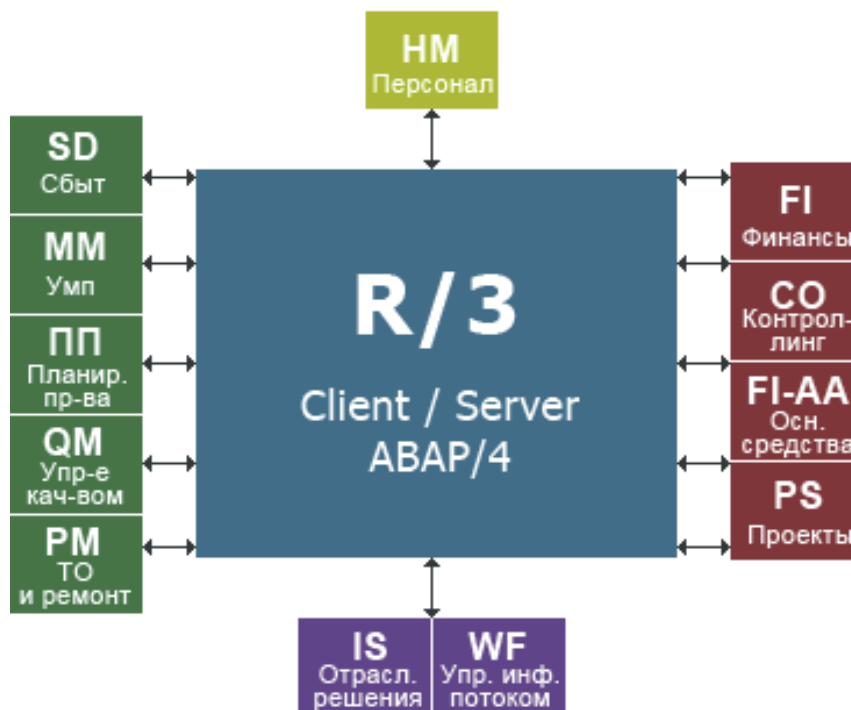 НМ
Персонал
SD
Сбыт
ММ
Умп
ПП
Планир.
пр-ва
QM
Упр-е
кач-вом
PM
ТО
и ремонт
R/3
Client / Server
ABAP/4
FI
Финансы
CO
Контрол-
линг
FI-AA
Осн.
средства
PS
Проекты
IS
Отрасл.
решения
WF
Упр. инф.
потоком